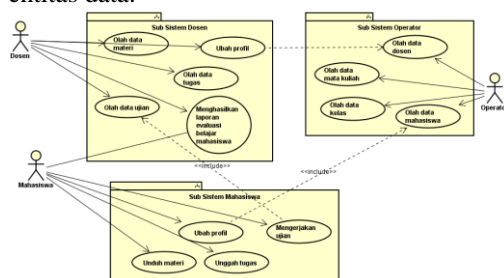 entitas data.
Sub Sistem Dosen
Olah data
materi
Ubah profil
Olah data
tugas
Olah data ujian
Menghasilkan
laporan
evaluasi
belajar
mahasiswa
Dosen
Sub Sistem Operator
Olah data
dosen
Olah data
mata kuliah
Olah data
kelas
Olah data
mahasiswa
Operator
<<include>>
<<include>>
Mahasiswa
Sub Sistem Mahasiswa
Ubah profil
Mengerjakan
ujian
Unduh materi
Unggah tugas